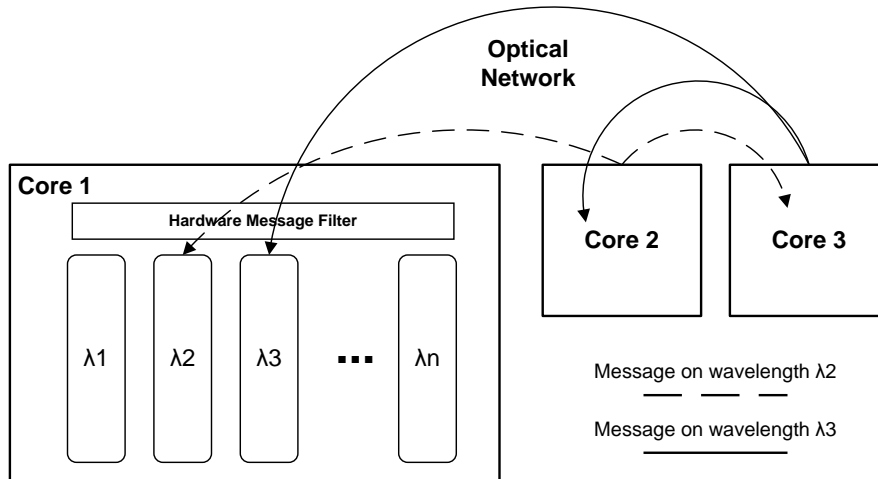 Optical
Network
Core 1
Hardware Message Filter
λ1
λ2
λ3
λn
Core 2
Core 3
Message on wavelength λ2
Message on wavelength λ3